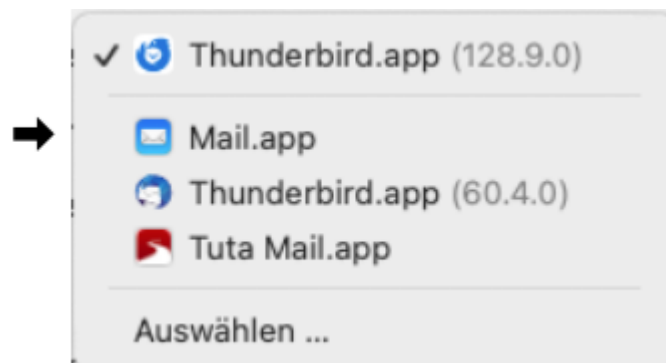 Thunderbird.app (128.9.0)
Mail.app
Thunderbird.app (60.4.0)
Tuta Mail.app
Auswählen ...